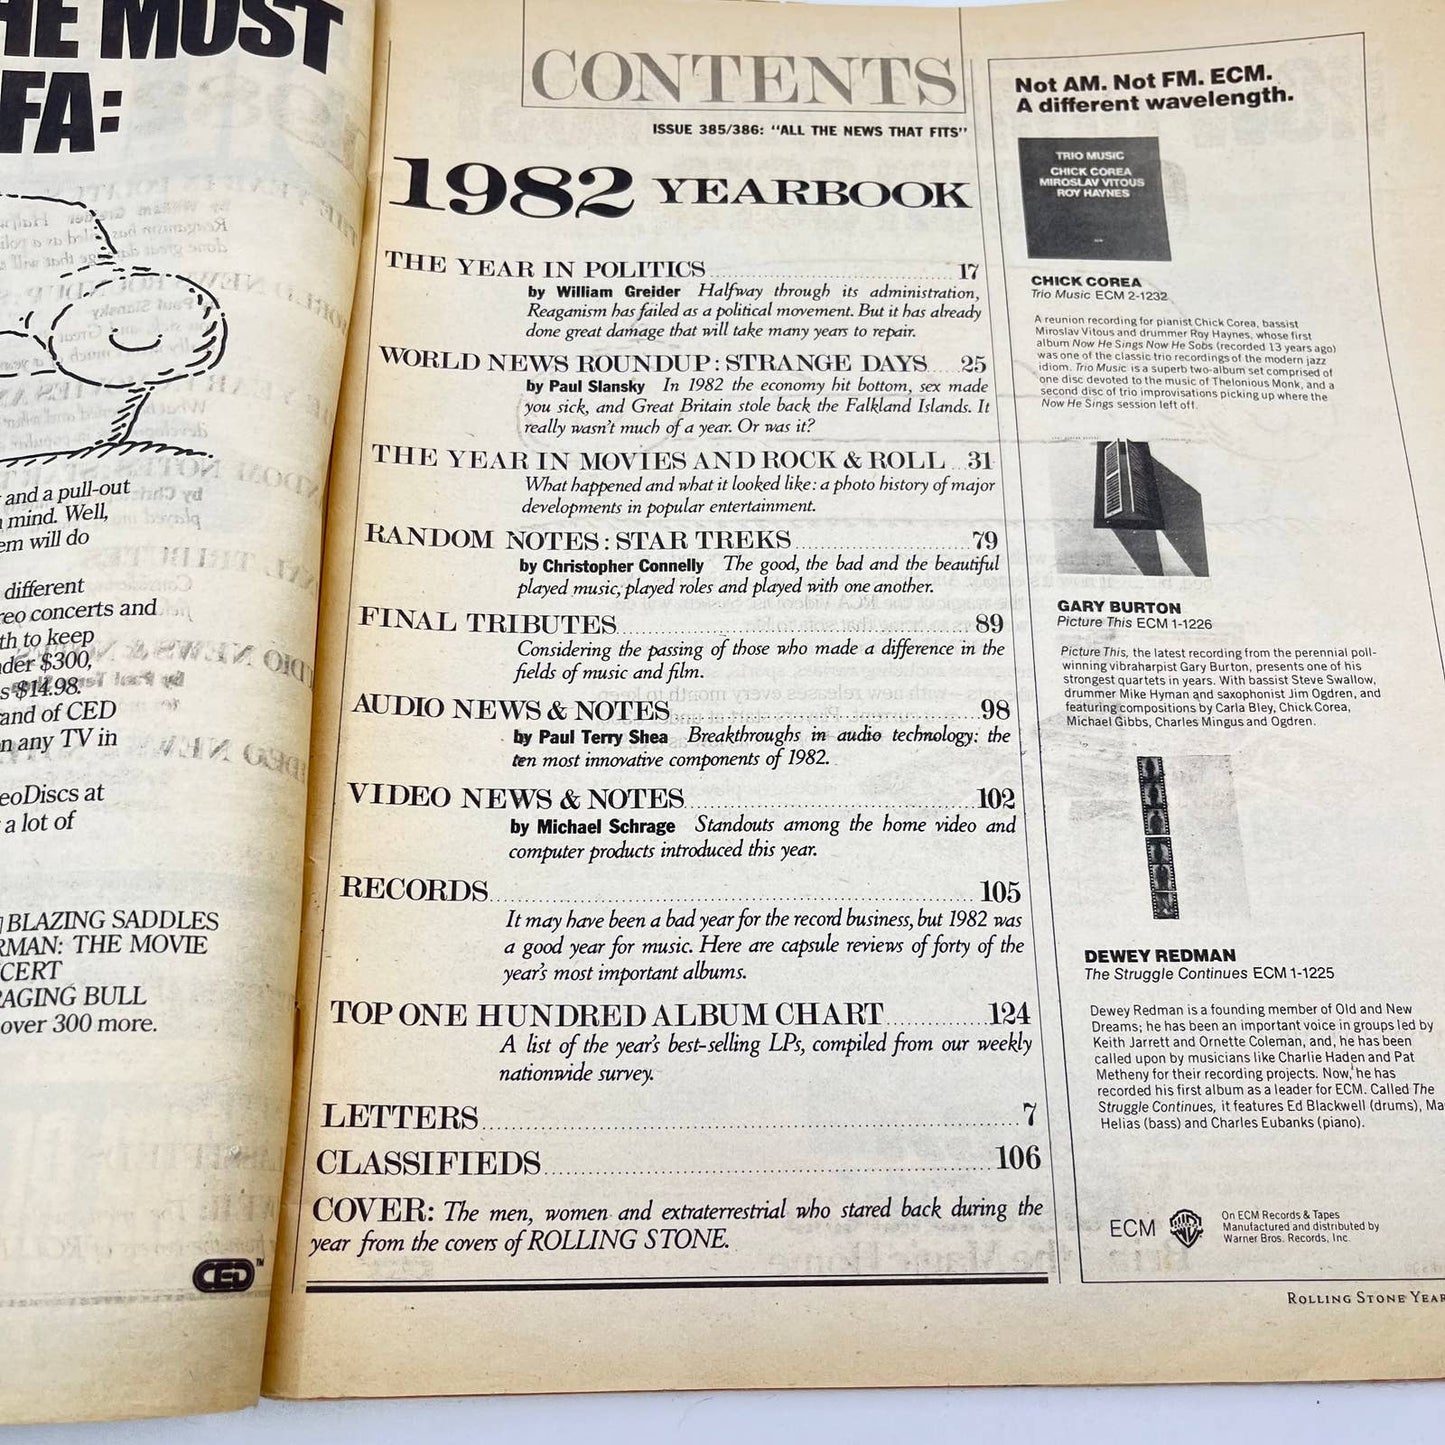 HE MOST
FA:
and a pull-out
mind. Well,
em will do
different
reo concerts and
th to keep
der $300,
s $14.98.
and of CED
n any TV in
eoDiscs at
a lot of
BLAZING SADDLES
RMAN: THE MOVIE
CERT
RAGING BULL
over 300 more.
CED™
CONTENTS
ISSUE 385/386: "ALL THE NEWS THAT FITS"
1982 YEARBOOK
THE YEAR IN POLITICS 17
by William Greider Halfway through its administration,
Reaganism has failed as a political movement. But it has already
done great damage that will take many years to repair.
WORLD NEWS ROUNDUP: STRANGE DAYS 25
by Paul Slansky In 1982 the economy hit bottom, sex made
you sick, and Great Britain stole back the Falkland Islands. It
really wasn't much of a year. Or was it?
THE YEAR IN MOVIES AND ROCK & ROLL 31
What happened and what it looked like: a photo history of major
developments in popular entertainment.
RANDOM NOTES: STAR TREKS 79
by Christopher Connelly The good, the bad and the beautiful
played music, played roles and played with one another.
FINAL TRIBUTES 89
Considering the passing of those who made a difference in the
fields of music and film.
AUDIO NEWS & NOTES 98
by Paul Terry Shea Breakthroughs in audio technology: the
ten most innovative components of 1982.
VIDEO NEWS & NOTES 102
by Michael Schrage Standouts among the home video and
computer products introduced this year.
RECORDS 105
It may have been a bad year for the record business, but 1982 was
a good year for music. Here are capsule reviews of forty of the
year's most important albums.
TOP ONE HUNDRED ALBUM CHART 124
A list of the year's best-selling LPs, compiled from our weekly
nationwide survey.
LETTERS 7
CLASSIFIEDS 106
COVER: The men, women and extraterrestrial who stared back during the
year from the covers of ROLLING STONE.
Not AM. Not FM. ECM.
A different wavelength.
TRIO MUSIC
CHICK COREA
MIROSLAV VITOUS
ROY HAYNES
CHICK COREA
Trio Music ECM 2-1232
A reunion recording for pianist Chick Corea, bassist
Miroslav Vitous and drummer Roy Haynes, whose first
album Now He Sings Now He Sobs (recorded 13 years ago)
was one of the classic trio recordings of the modern jazz
idiom. Trio Music is a superb two-album set comprised of
one disc devoted to the music of Thelonious Monk, and a
second disc of trio improvisations picking up where the
Now He Sings session left off.
GARY BURTON
Picture This ECM 1-1226
Picture This, the latest recording from the perennial poll-
winning vibraharpist Gary Burton, presents one of his
strongest quartets in years. With bassist Steve Swallow,
drummer Mike Hyman and saxophonist Jim Ogdren, and
featuring compositions by Carla Bley, Chick Corea,
Michael Gibbs, Charles Mingus and Ogdren.
DEWEY REDMAN
The Struggle Continues ECM 1-1225
Dewey Redman is a founding member of Old and New
Dreams; he has been an important voice in groups led by
Keith Jarrett and Ornette Coleman, and, he has been
called upon by musicians like Charlie Haden and Pat
Metheny for their recording projects. Now, he has
recorded his first album as a leader for ECM. Called The
Struggle Continues, it features Ed Blackwell (drums), Ma
Helias (bass) and Charles Eubanks (piano).
ECM
On ECM Records & Tapes
Manufactured and distributed by
Warner Bros. Records, Inc.
ROLLING STONE YEAR